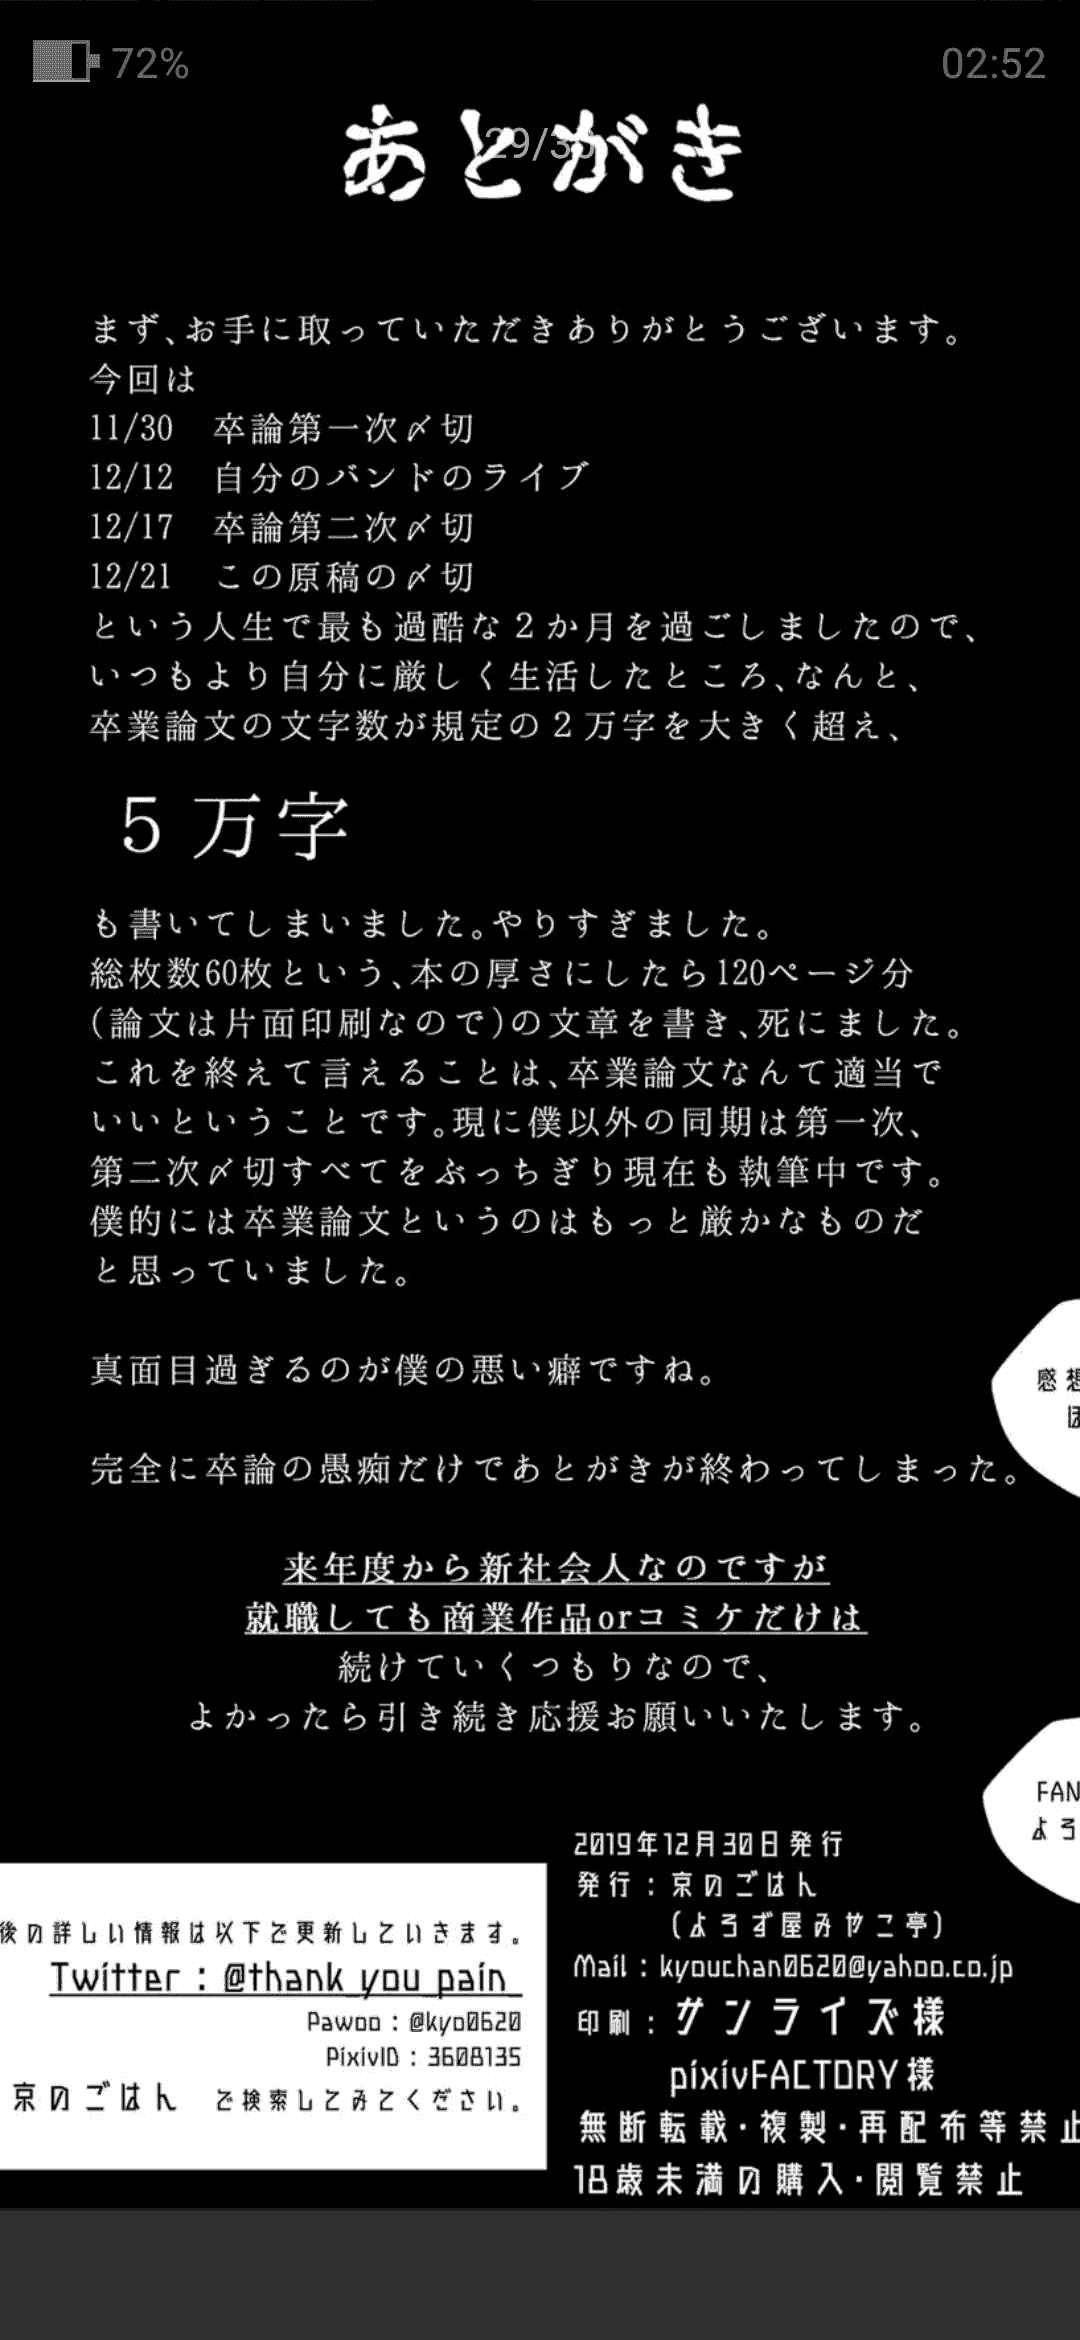 72%
02:52
あとがき
29/30
まず、お手に取っていただきありがとうございます。
今回は
11/30 卒論第一次〆切
12/12 自分のバンドのライブ
12/17 卒論第二次〆切
12/21 この原稿の〆切
という人生で最も過酷な２か月を過ごしましたので、
いつもより自分に厳しく生活したところ、なんと、
卒業論文の文字数が規定の２万字を大きく超え、
５万字
も書いてしまいました。やりすぎました。
総枚数60枚という、本の厚さにしたら120ページ分
(論文は片面印刷なので)の文章を書き、死にました。
これを終えて言えることは、卒業論文なんて適当で
いいということです。現に僕以外の同期は第一次、
第二次〆切すべてをぶっちぎり現在も執筆中です。
僕的には卒業論文というのはもっと厳かなものだ
と思っていました。
真面目過ぎるのが僕の悪い癖ですね。
感想
ほ
完全に卒論の愚痴だけであとがきが終わってしまった。
来年度から新社会人なのですが
就職しても商業作品orコミケだけは
続けていくつもりなので、
よかったら引き続き応援お願いいたします。
FAN
よろ
後の詳しい情報は以下で更新していきます。
Twitter：@thank_you_pain_
Pawoo：@kyo0620
PixivID：3608135
京のごはん で検索してみてください。
2019年12月30日発行
発行：京のごはん
(よろず屋みやこ亭)
Mail：kyouchan0620@yahoo.co.jp
印刷：サンライズ様
pixivFACTORY様
無断転載・複製・再配布等禁止
18歳未満の購入・閲覧禁止